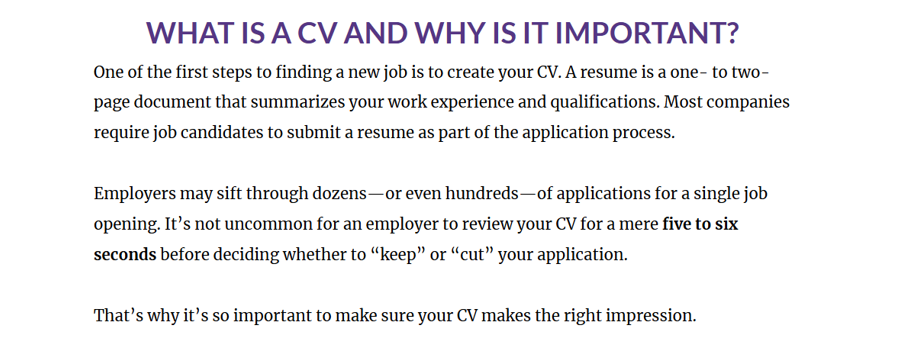 WHAT IS A CV AND WHY IS IT IMPORTANT?
One of the first steps to finding a new job is to create your CV. A resume is a one- to two-
page document that summarizes your work experience and qualifications. Most companies
require job candidates to submit a resume as part of the application process.
Employers may sift through dozens—or even hundreds—of applications for a single job
opening. It’s not uncommon for an employer to review your CV for a mere five to six
seconds before deciding whether to “keep” or “cut” your application.
That’s why it’s so important to make sure your CV makes the right impression.